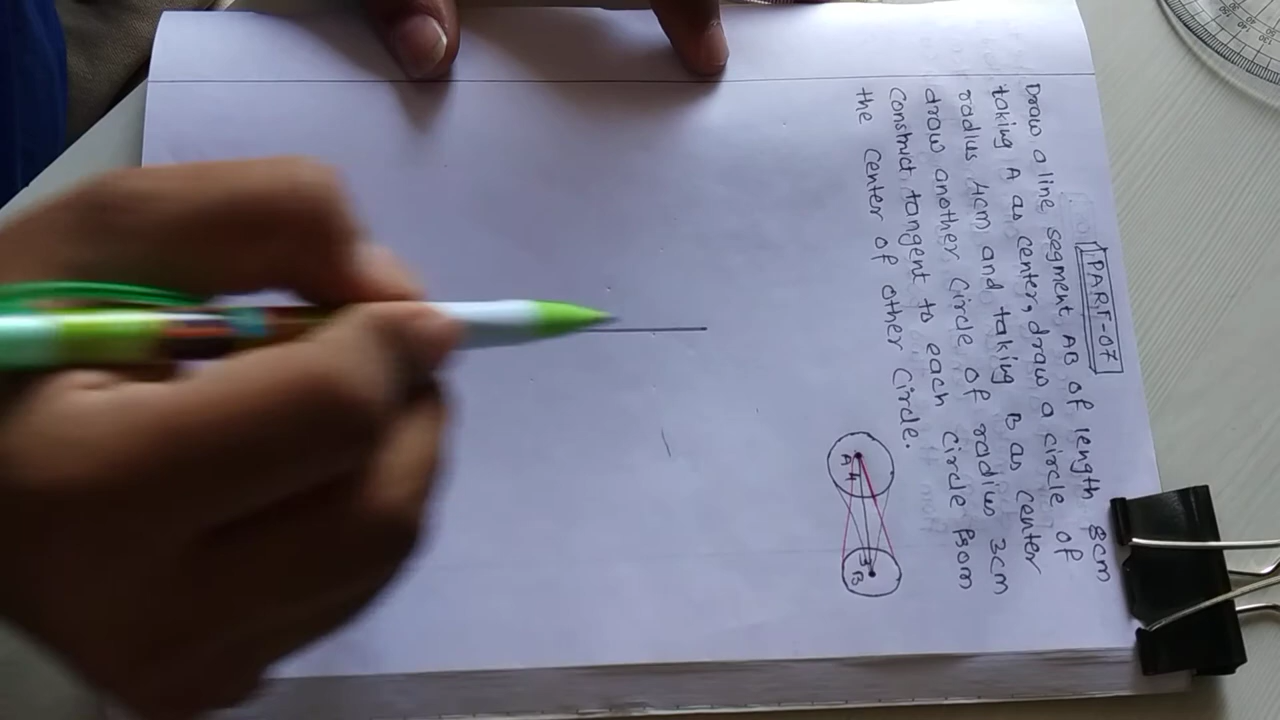 PART-07
Draw a line segment AB of length 8cm
taking A as center, draw a circle of
radius 4cm and taking B as center
draw another circle of radius 3cm
Construct tangent to each circle from
the center of other circle.
A
4
3
B